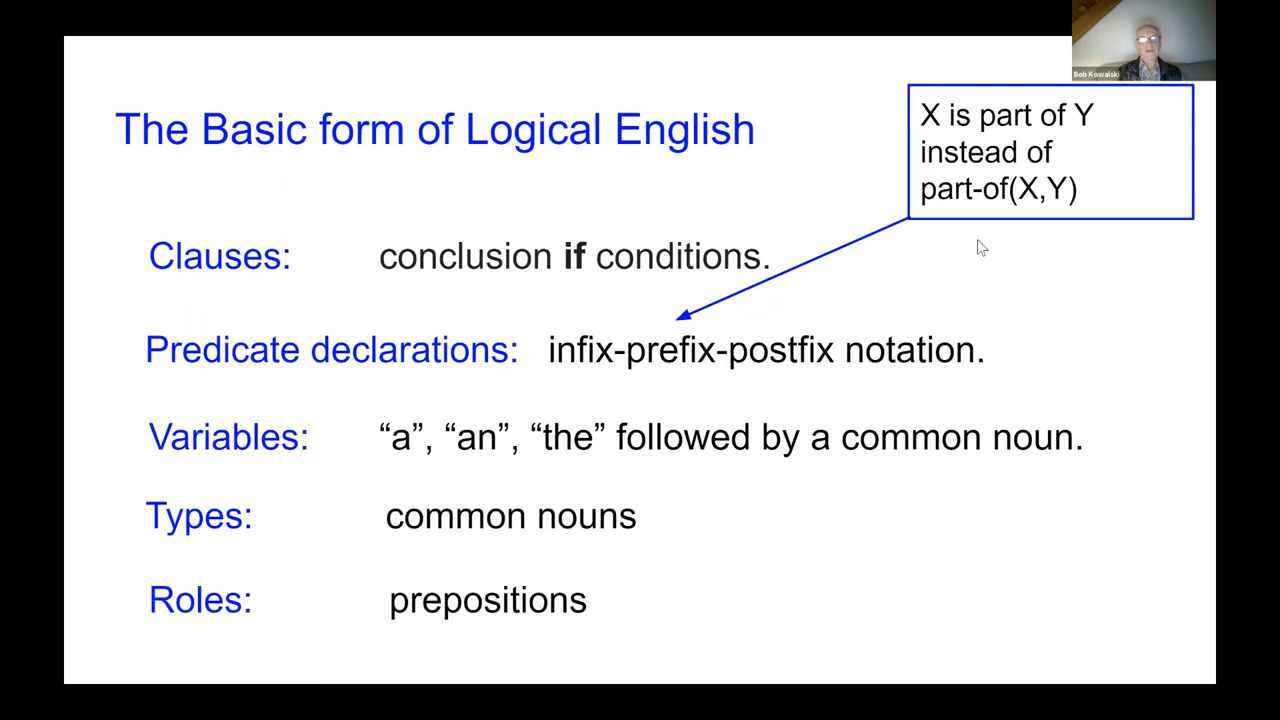 Bob Kowalski
The Basic form of Logical English
X is part of Y
instead of
part-of(X,Y)
Clauses: conclusion if conditions.
Predicate declarations: infix-prefix-postfix notation.
Variables: “a”, “an”, “the” followed by a common noun.
Types: common nouns
Roles: prepositions